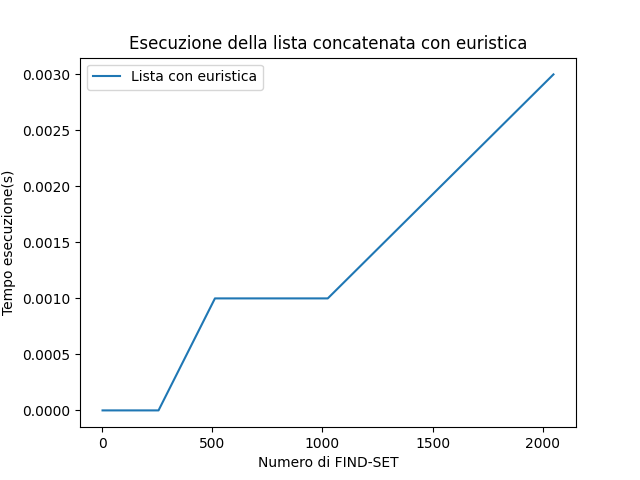 Esecuzione della lista concatenata con euristica
Lista con euristica
0.0030
0.0025
0.0020
0.0015
0.0010
0.0005
0.0000
Tempo esecuzione(s)
0 500 1000 1500 2000
Numero di FIND-SET